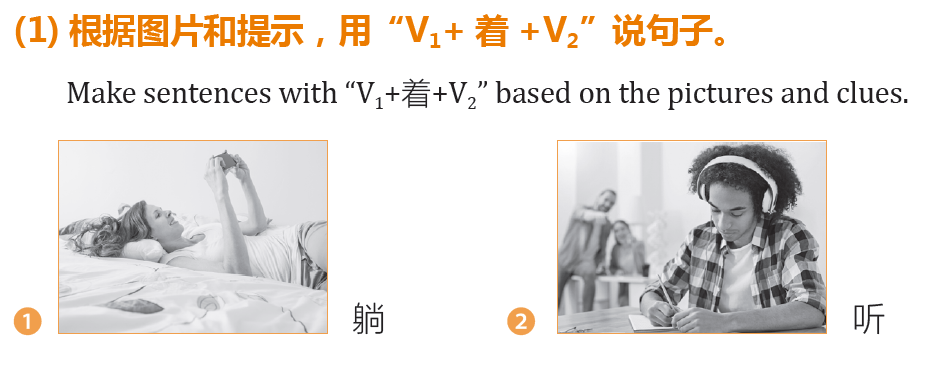 (1) 根据图片和提示，用“V₁+ 着 +V₂”说句子。
Make sentences with “V₁+着+V₂” based on the pictures and clues.
1 躺
2 听